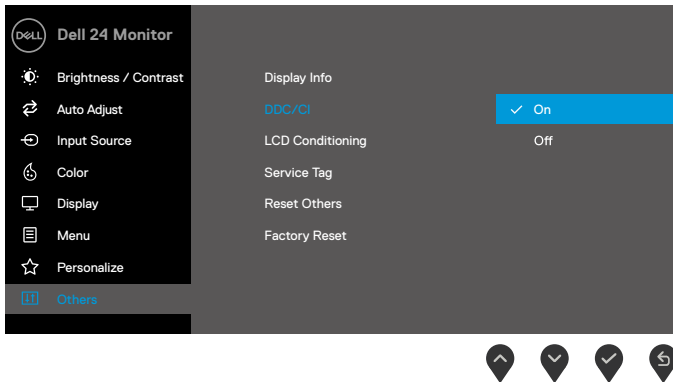 DELL Dell 24 Monitor
Brightness / Contrast
Auto Adjust
Input Source
Color
Display
Menu
Personalize
Others
Display Info
DDC/CI
LCD Conditioning
Service Tag
Reset Others
Factory Reset
On
Off